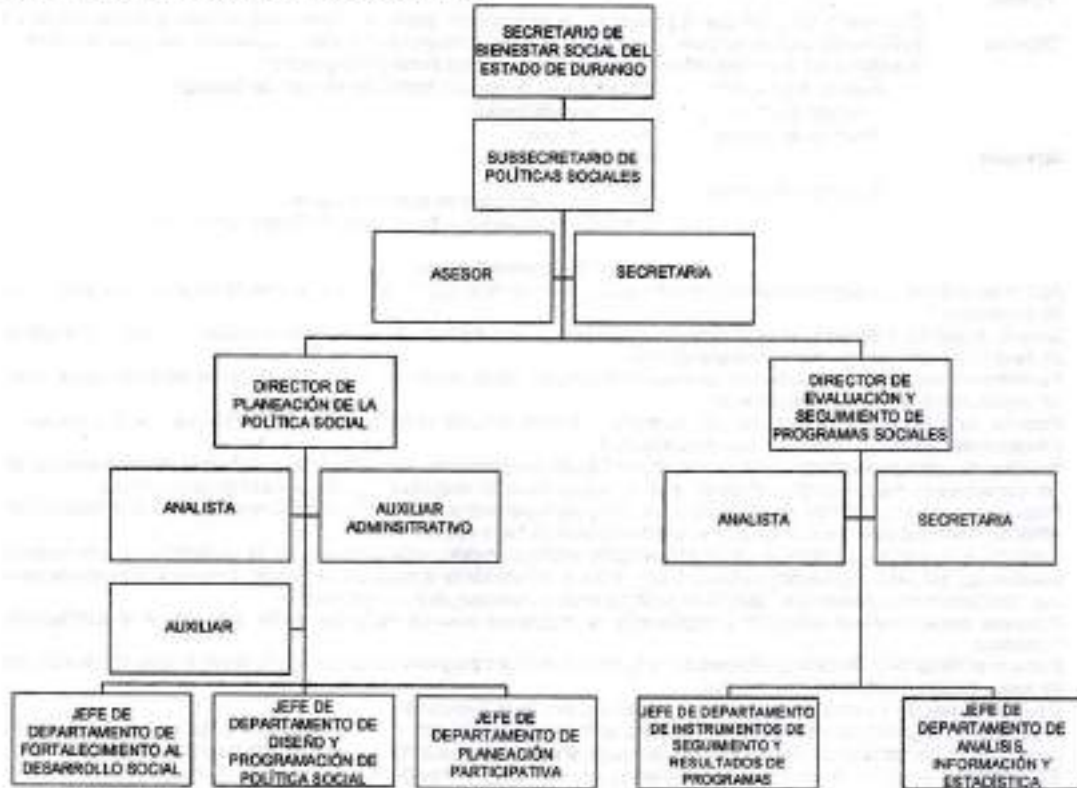 SECRETARIO DE
BIENESTAR SOCIAL DEL
ESTADO DE DURANGO
SUBSECRETARIO DE
POLÍTICAS SOCIALES
ASESOR
SECRETARIA
DIRECTOR DE
PLANEACIÓN DE LA
POLÍTICA SOCIAL
DIRECTOR DE
EVALUACIÓN Y
SEGUIMIENTO DE
PROGRAMAS SOCIALES
ANALISTA
AUXILIAR
ADMINSITRATIVO
ANALISTA
SECRETARIA
AUXILIAR
JEFE DE
DEPARTAMENTO DE
FORTALECIMIENTO AL
DESARROLLO SOCIAL
JEFE DE
DEPARTAMENTO DE
DISEÑO Y
PROGRAMACIÓN DE
POLÍTICA SOCIAL
JEFE DE
DEPARTAMENTO DE
PLANEACIÓN
PARTICIPATIVA
JEFE DE DEPARTAMENTO
DE INSTRUMENTOS DE
SEGUIMIENTO Y
RESULTADOS DE
PROGRAMAS
JEFE DE
DEPARTAMENTO DE
ANALISIS,
INFORMACIÓN Y
ESTADÍSTICA